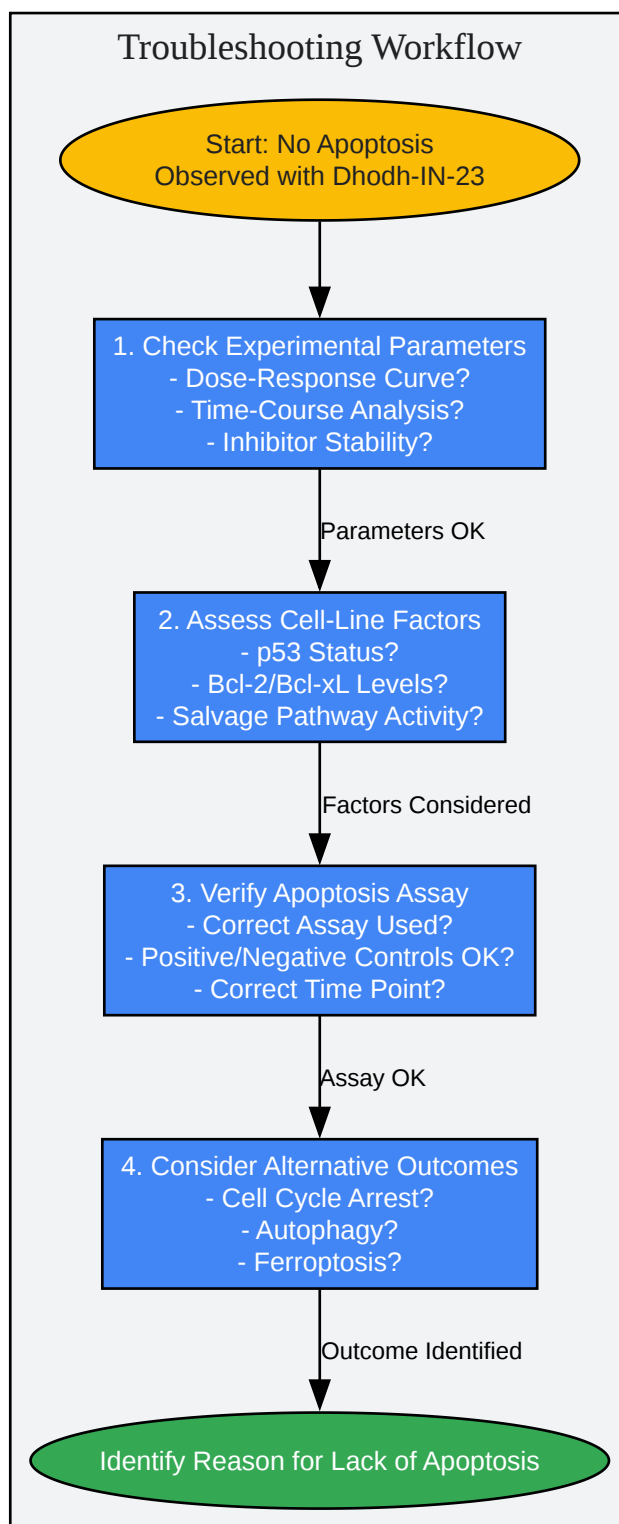 Troubleshooting Workflow
Start: No Apoptosis
Observed with Dhodh-IN-23
1. Check Experimental Parameters
- Dose-Response Curve?
- Time-Course Analysis?
- Inhibitor Stability?
Parameters OK
2. Assess Cell-Line Factors
- p53 Status?
- Bcl-2/Bcl-xL Levels?
- Salvage Pathway Activity?
Factors Considered
3. Verify Apoptosis Assay
- Correct Assay Used?
- Positive/Negative Controls OK?
- Correct Time Point?
Assay OK
4. Consider Alternative Outcomes
- Cell Cycle Arrest?
- Autophagy?
- Ferroptosis?
Outcome Identified
Identify Reason for Lack of Apoptosis